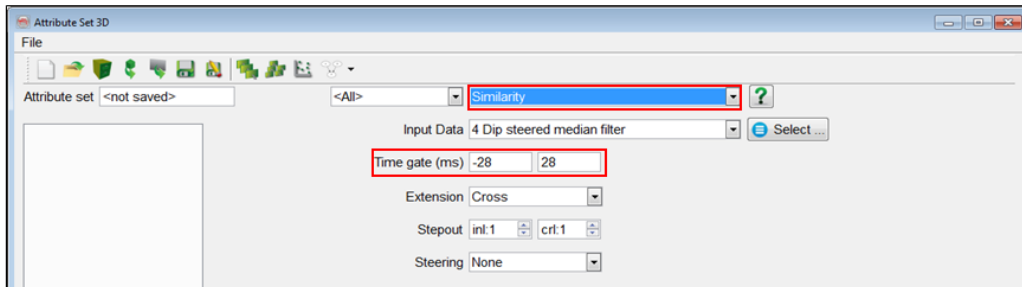 Attribute Set 3D
File
Attribute set <not saved> <All> Similarity ?
Input Data 4 Dip steered median filter Select ...
Time gate (ms) -28 28
Extension Cross
Stepout inl:1 crl:1
Steering None